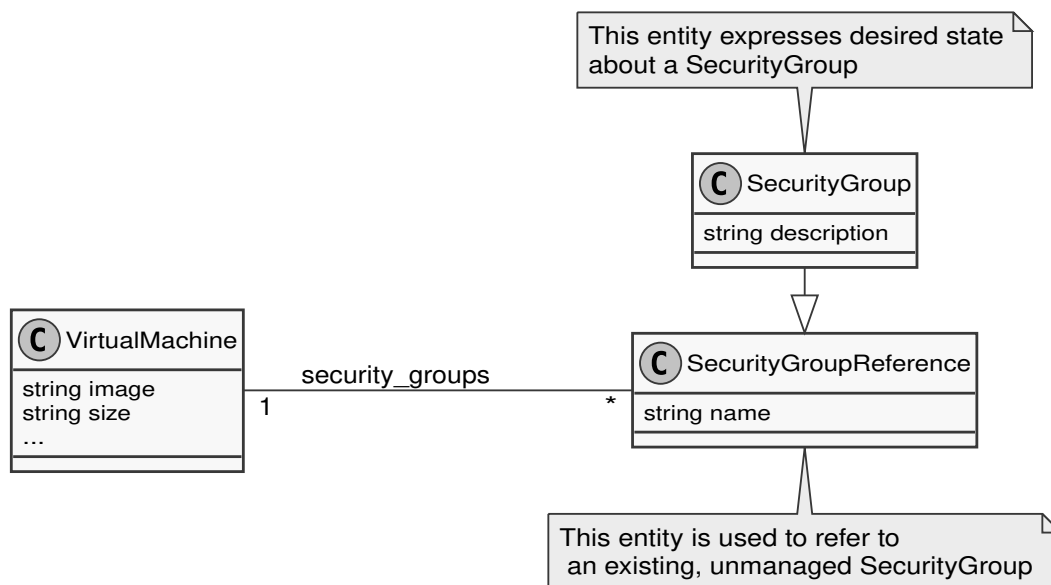 This entity expresses desired state
about a SecurityGroup
C SecurityGroup
string description
C VirtualMachine
string image
string size
...
security_groups
1
*
C SecurityGroupReference
string name
This entity is used to refer to
an existing, unmanaged SecurityGroup